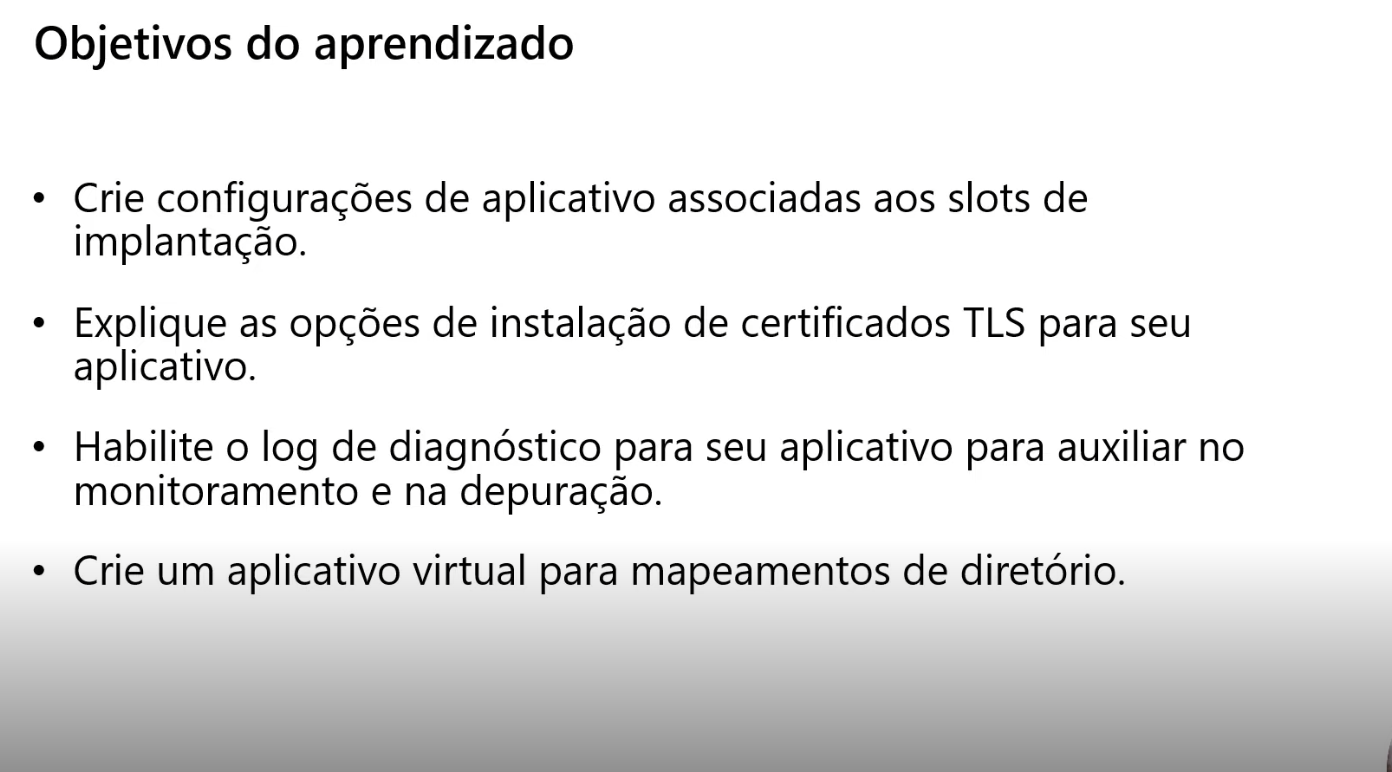 Objetivos do aprendizado
• Crie configurações de aplicativo associadas aos slots de
implantação.
• Explique as opções de instalação de certificados TLS para seu
aplicativo.
• Habilite o log de diagnóstico para seu aplicativo para auxiliar no
monitoramento e na depuração.
• Crie um aplicativo virtual para mapeamentos de diretório.